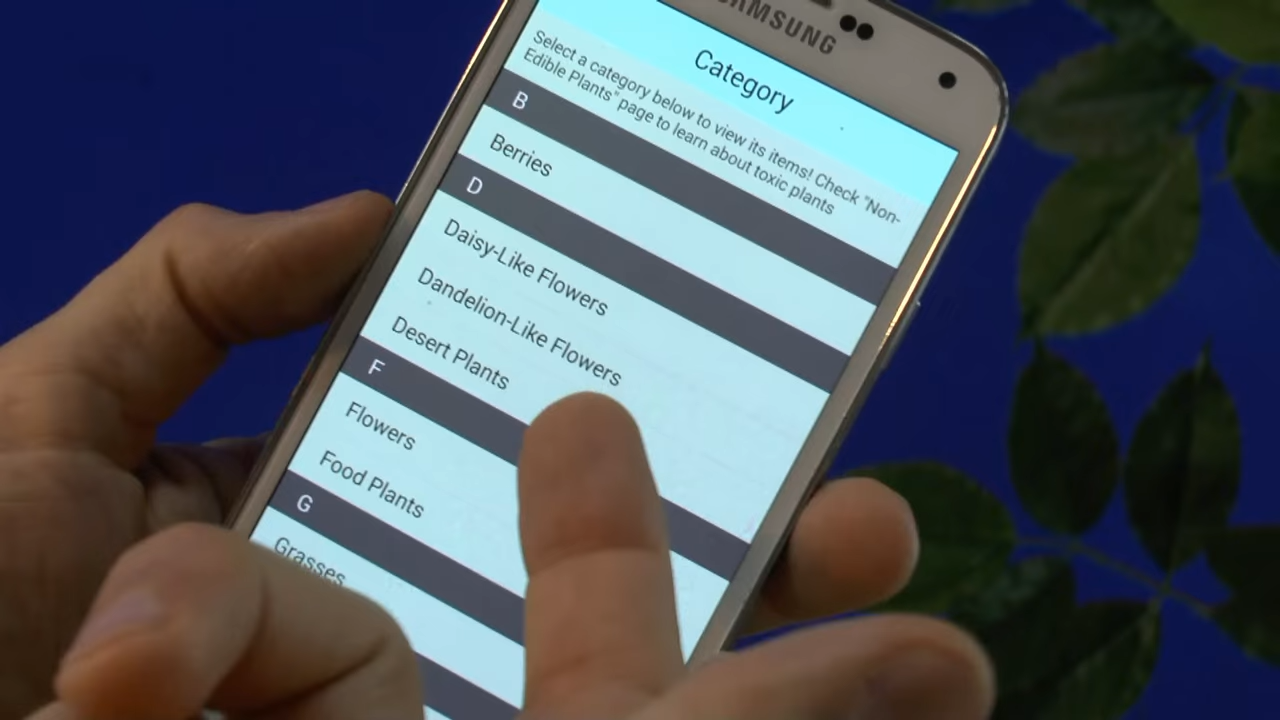 SAMSUNG
Category
Select a category below to view its items! Check "Non-
Edible Plants" page to learn about toxic plants
B
Berries
D
Daisy-Like Flowers
Dandelion-Like Flowers
Desert Plants
F
Flowers
Food Plants
G
Grasses